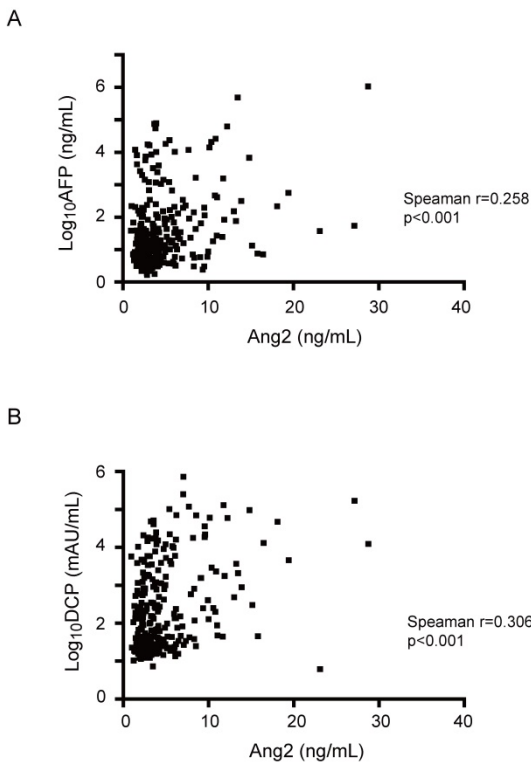 A
Log10AFP (ng/mL)
6
4
2
0
0 10 20 30 40
Ang2 (ng/mL)
Speaman r=0.258
p<0.001
B
Log10DCP (mAU/mL)
6
4
2
0
0 10 20 30 40
Ang2 (ng/mL)
Speaman r=0.306
p<0.001